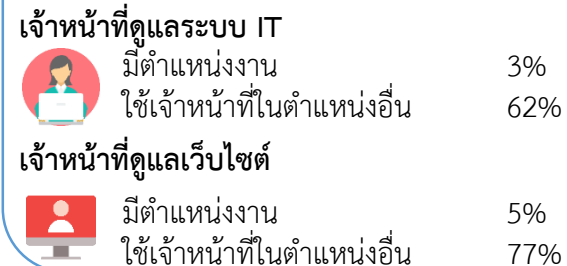 เจ้าหน้าที่ดูแลระบบ IT
มีตำแหน่งงาน 3%
ใช้เจ้าหน้าที่ในตำแหน่งอื่น 62%
เจ้าหน้าที่ดูแลเว็บไซต์
มีตำแหน่งงาน 5%
ใช้เจ้าหน้าที่ในตำแหน่งอื่น 77%